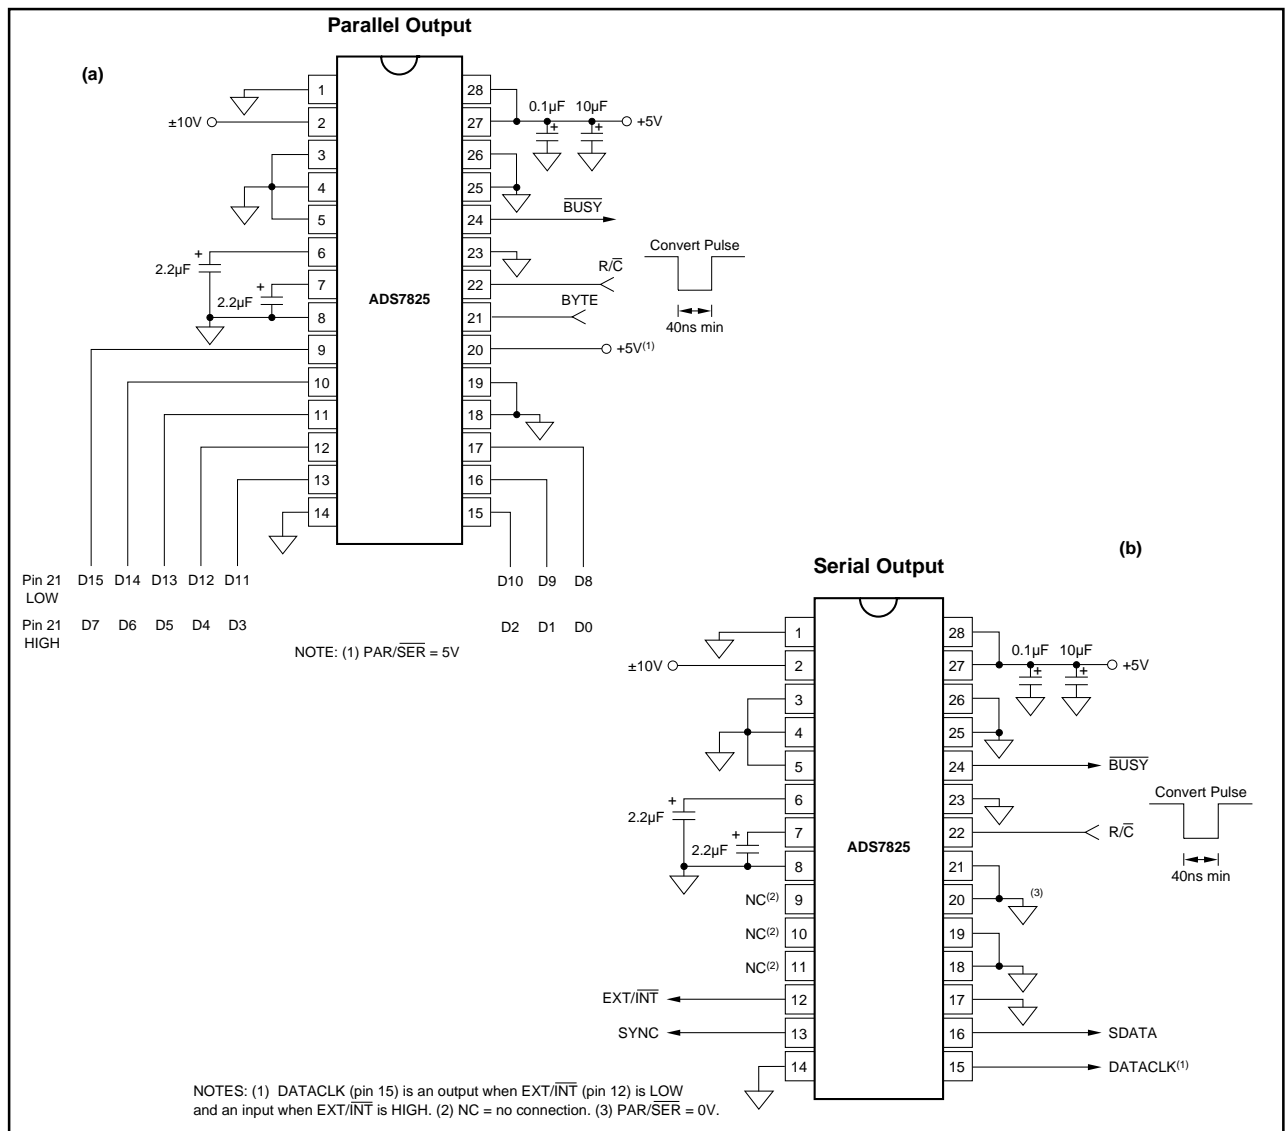 Parallel Output
(a)
1 28
0.1µF 10µF
±10V 2 27 +5V
3 26
4 25
5 24 BUSY
6 23
Convert Pulse
2.2µF
7 22 R/C
2.2µF
ADS7825
BYTE
8 21
40ns min
9 20 +5V(1)
10 19
11 18
12 17
13 16
14 15
Pin 21 LOW D15 D14 D13 D12 D11 D10 D9 D8
Pin 21 HIGH D7 D6 D5 D4 D3 D2 D1 D0
NOTE: (1) PAR/SER = 5V
(b)
Serial Output
1 28
0.1µF 10µF
±10V 2 27 +5V
3 26
4 25
5 24 BUSY
6 23
Convert Pulse
2.2µF
7 22 R/C
2.2µF
ADS7825
8 21
40ns min
NC(2) 9 20 (3)
NC(2) 10 19
NC(2) 11 18
EXT/INT 12 17
SYNC 13 16 SDATA
14 15 DATACLK(1)
NOTES: (1) DATACLK (pin 15) is an output when EXT/INT (pin 12) is LOW
and an input when EXT/INT is HIGH. (2) NC = no connection. (3) PAR/SER = 0V.